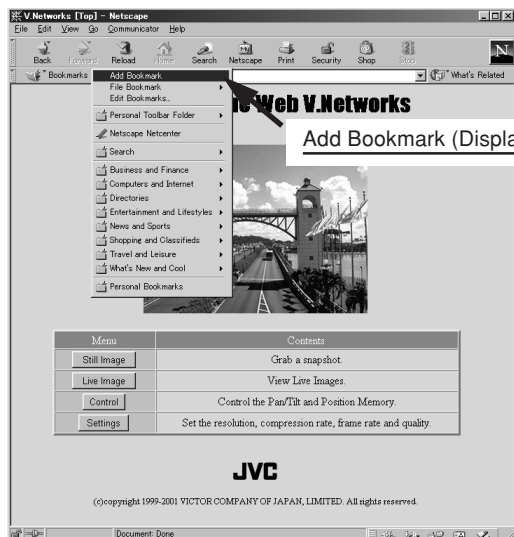 V.Networks [Top] - Netscape
File Edit View Go Communicator Help
Back Forward Reload Home Search Netscape Print Security Shop Stop
N
Bookmarks
What's Related
Add Bookmark
File Bookmark
Edit Bookmarks...
Personal Toolbar Folder
Netscape Netcenter
Search
Business and Finance
Computers and Internet
Directories
Entertainment and Lifestyles
News and Sports
Shopping and Classifieds
Travel and Leisure
What's New and Cool
Personal Bookmarks
Web V.Networks
Add Bookmark (Displa
Menu Contents
Still Image Grab a snapshot.
Live Image View Live Images.
Control Control the Pan/Tilt and Position Memory.
Settings Set the resolution, compression rate, frame rate and quality.
JVC
(c)copyright 1999-2001 VICTOR COMPANY OF JAPAN, LIMITED. All rights reserved.
Document: Done